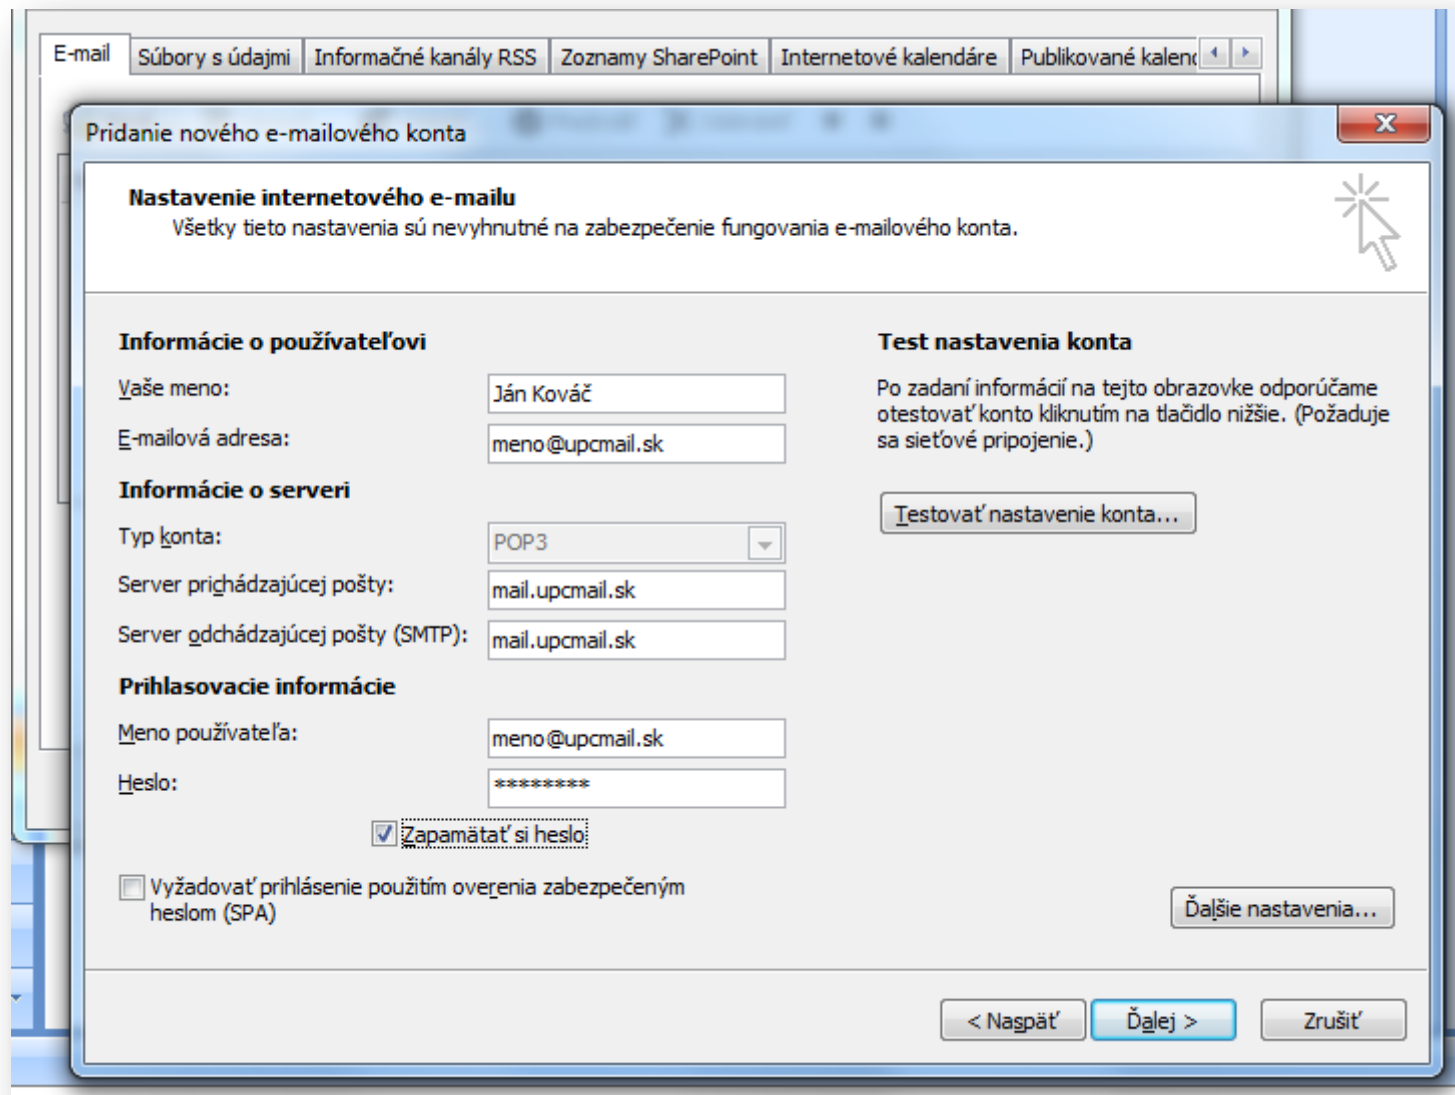 E-mail
Súbory s údajmi
Informačné kanály RSS
Zoznamy SharePoint
Internetové kalendáre
Publikované kalend
Pridanie nového e-mailového konta
Nastavenie internetového e-mailu
Všetky tieto nastavenia sú nevyhnutné na zabezpečenie fungovania e-mailového konta.
Informácie o používateľovi
Vaše meno:
Ján Kováč
E-mailová adresa:
meno@upcmail.sk
Informácie o serveri
Typ konta:
POP3
Server prichádzajúcej pošty:
mail.upcmail.sk
Server odchádzajúcej pošty (SMTP):
mail.upcmail.sk
Prihlasovacie informácie
Meno používateľa:
meno@upcmail.sk
Heslo:
********
Zapamätať si heslo
Vyžadovať prihlásenie použitím overenia zabezpečeným
heslom (SPA)
Test nastavenia konta
Po zadaní informácií na tejto obrazovke odporúčame
otestovať konto kliknutím na tlačidlo nižšie. (Požaduje
sa sieťové pripojenie.)
Testovať nastavenie konta...
Ďalšie nastavenia...
< Naspäť
Ďalej >
Zrušiť